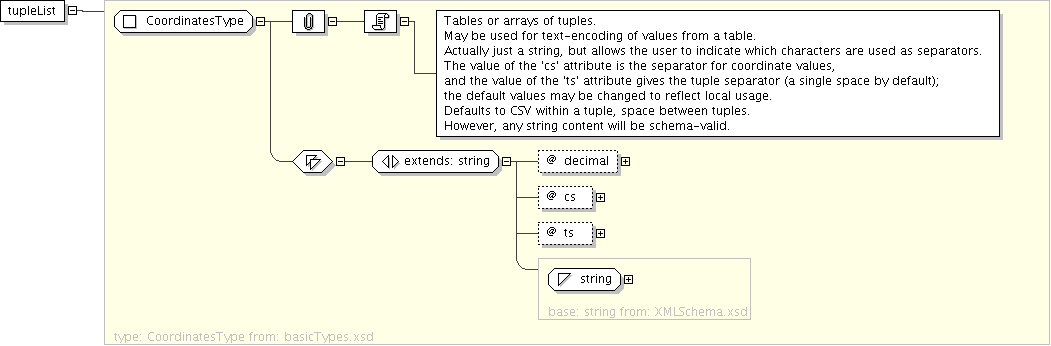 tupleList
CoordinatesType
Tables or arrays of tuples.
May be used for text-encoding of values from a table.
Actually just a string, but allows the user to indicate which characters are used as separators.
The value of the 'cs' attribute is the separator for coordinate values,
and the value of the 'ts' attribute gives the tuple separator (a single space by default);
the default values may be changed to reflect local usage.
Defaults to CSV within a tuple, space between tuples.
However, any string content will be schema-valid.
extends: string
@ decimal
@ cs
@ ts
string
base: string from: XMLSchema.xsd
type: CoordinatesType from: basicTypes.xsd